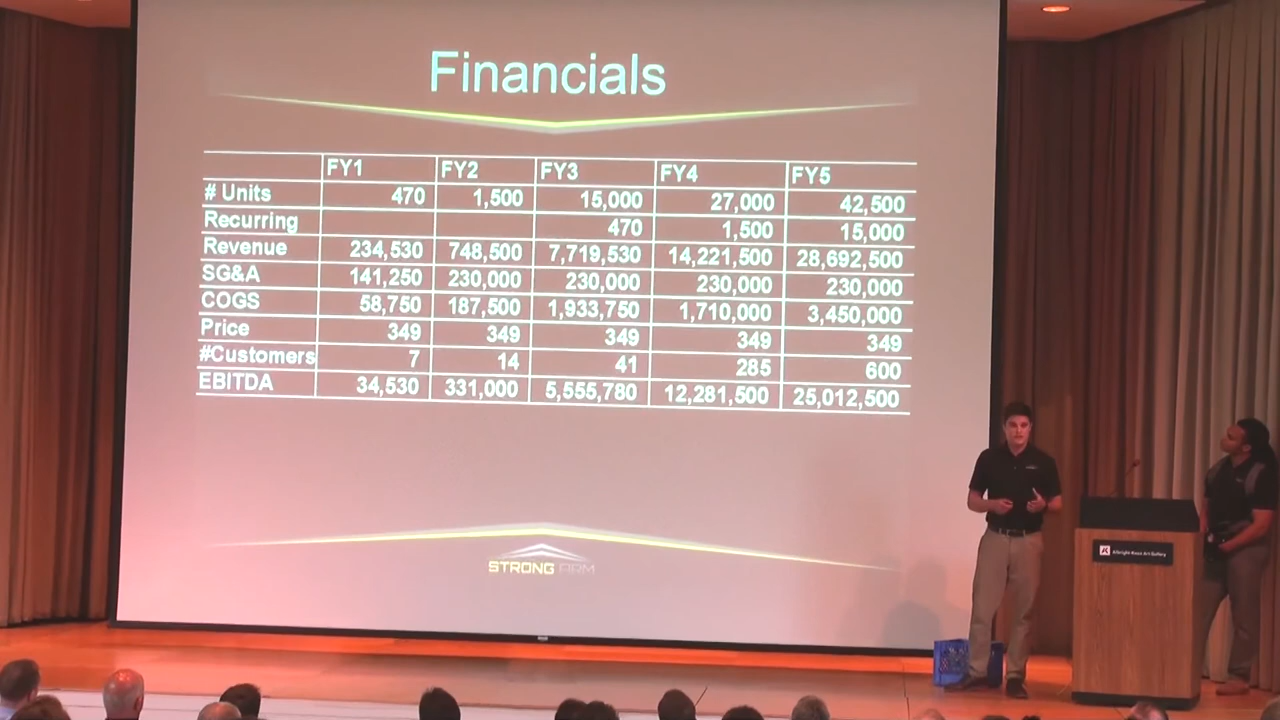 Financials
FY1 FY2 FY3 FY4 FY5
# Units 470 1,500 15,000 27,000 42,500
Recurring 470 1,500 15,000
Revenue 234,530 748,500 7,719,530 14,221,500 28,692,500
SG&A 141,250 230,000 230,000 230,000 230,000
COGS 58,750 187,500 1,933,750 1,710,000 3,450,000
Price 349 349 349 349 349
#Customers 7 14 41 285 600
EBITDA 34,530 331,000 5,555,780 12,281,500 25,012,500
STRONG ARM
Albright-Knox Art Gallery